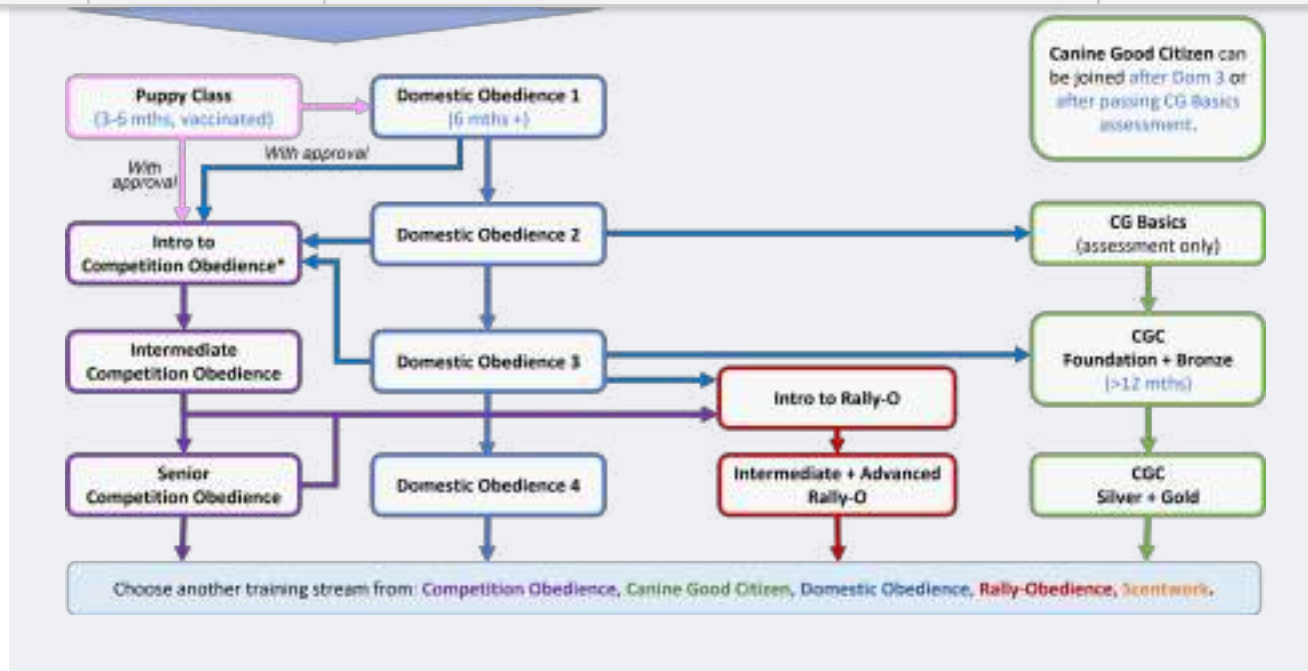 Canine Good Citizen can
be joined after Dom 3 or
after passing CG Basics
assessment.
Puppy Class
(3-6 mths, vaccinated)
Domestic Obedience 1
(6 mths +)
With approval
With
approval
Intro to
Competition Obedience*
Domestic Obedience 2
CG Basics
(assessment only)
Intermediate
Competition Obedience
Domestic Obedience 3
CGC
Foundation + Bronze
(>12 mths)
Intro to Rally-O
Senior
Competition Obedience
Domestic Obedience 4
Intermediate + Advanced
Rally-O
CGC
Silver + Gold
Choose another training stream from: Competition Obedience, Canine Good Citizen, Domestic Obedience, Rally-Obedience, Scentwork.